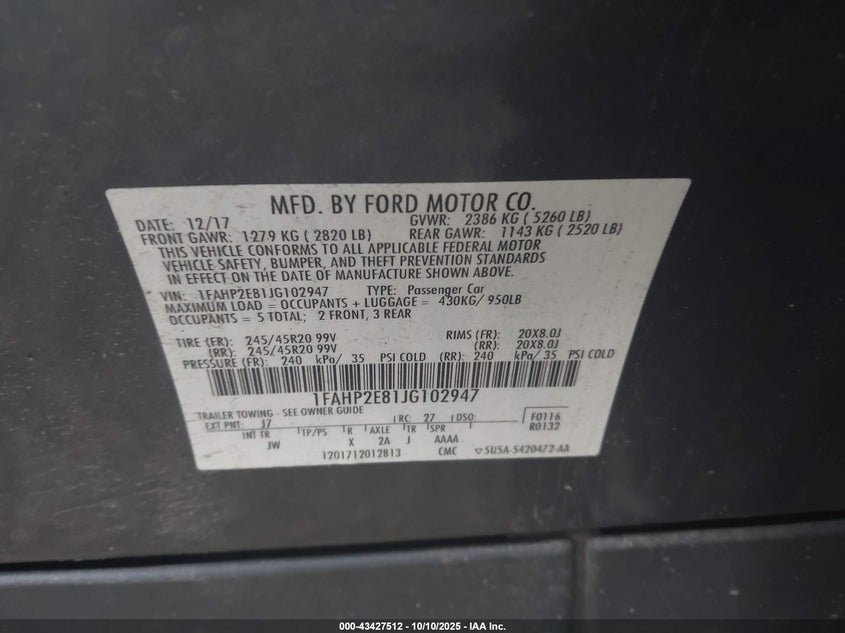 MFD. BY FORD MOTOR CO.
DATE: 12/17 GVWR: 2386 KG ( 5260 LB)
FRONT GAWR: 1279 KG ( 2820 LB) REAR GAWR: 1143 KG ( 2520 LB)
THIS VEHICLE CONFORMS TO ALL APPLICABLE FEDERAL MOTOR
VEHICLE SAFETY, BUMPER, AND THEFT PREVENTION STANDARDS
IN EFFECT ON THE DATE OF MANUFACTURE SHOWN ABOVE.
VIN: 1FAHP2E81JG102947 TYPE: Passenger Car
MAXIMUM LOAD = OCCUPANTS + LUGGAGE = 430KG/ 950LB
OCCUPANTS = 5 TOTAL; 2 FRONT, 3 REAR
TIRE (FR): 245/45R20 99V RIMS (FR): 20X8.0J
(RR): 245/45R20 99V (RR): 20X8.0J
PRESSURE (FR): 240 kPa/ 35 PSI COLD (RR): 240 kPa/ 35 PSI COLD
1FAHP2E81JG102947
TRAILER TOWING - SEE OWNER GUIDE
EXT PNT: J7 RC: 27 DSO: F0116
INT TR TP/PS R AXLE TR SPR R0132
JW X 2A J AAAA
1201712012813 CMC ▽5U5A-5420472-AA
000-43427512 - 10/10/2025 - IAA Inc.